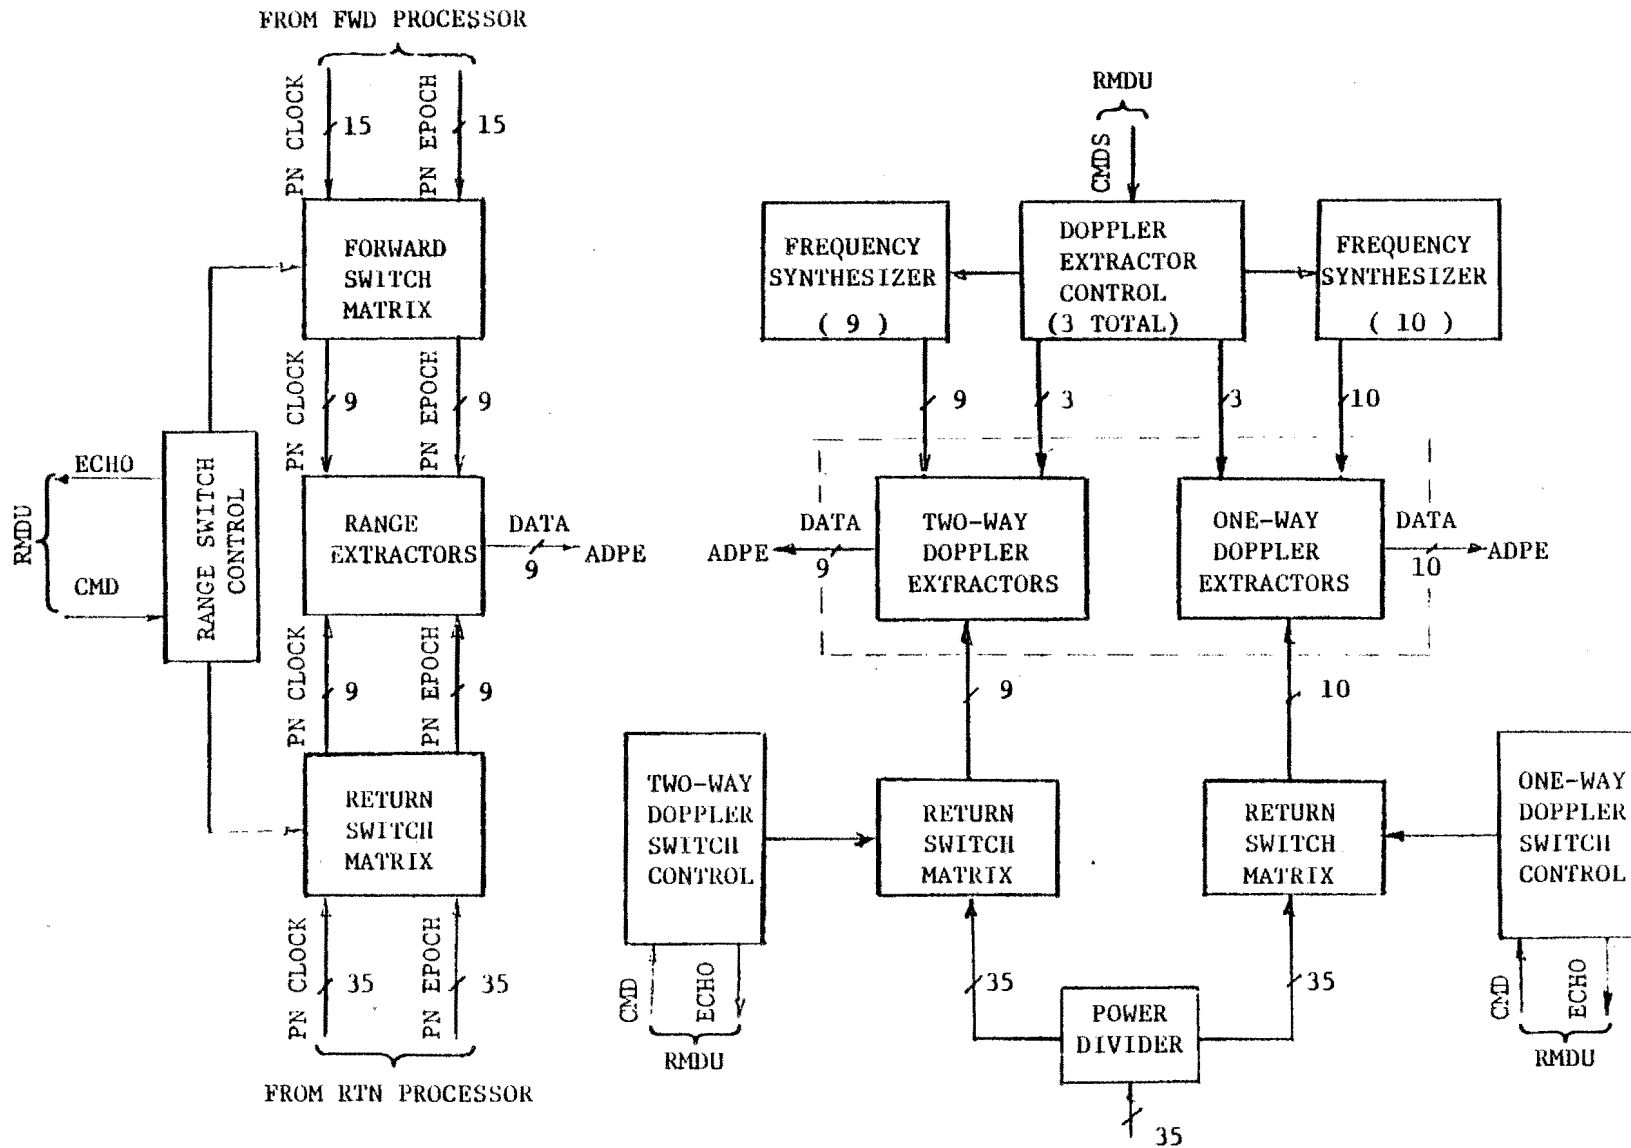 FROM FWD PROCESSOR
PN CLOCK
15
PN EPOCH
15
FORWARD
SWITCH
MATRIX
PN CLOCK
9
PN EPOCH
9
RMDU
ECHO
CMD
RANGE SWITCH
CONTROL
RANGE
EXTRACTORS
DATA
9
ADPE
PN CLOCK
9
PN EPOCH
9
RETURN
SWITCH
MATRIX
PN CLOCK
35
PN EPOCH
35
FROM RTN PROCESSOR
RMDU
CMDS
FREQUENCY
SYNTHESIZER
( 9 )
DOPPLER
EXTRACTOR
CONTROL
(3 TOTAL)
FREQUENCY
SYNTHESIZER
( 10 )
9
3
3
10
ADPE
DATA
9
TWO-WAY
DOPPLER
EXTRACTORS
ONE-WAY
DOPPLER
EXTRACTORS
DATA
10
ADPE
9
10
TWO-WAY
DOPPLER
SWITCH
CONTROL
RETURN
SWITCH
MATRIX
RETURN
SWITCH
MATRIX
ONE-WAY
DOPPLER
SWITCH
CONTROL
CMD
ECHO
RMDU
35
35
POWER
DIVIDER
35
CMD
ECHO
RMDU